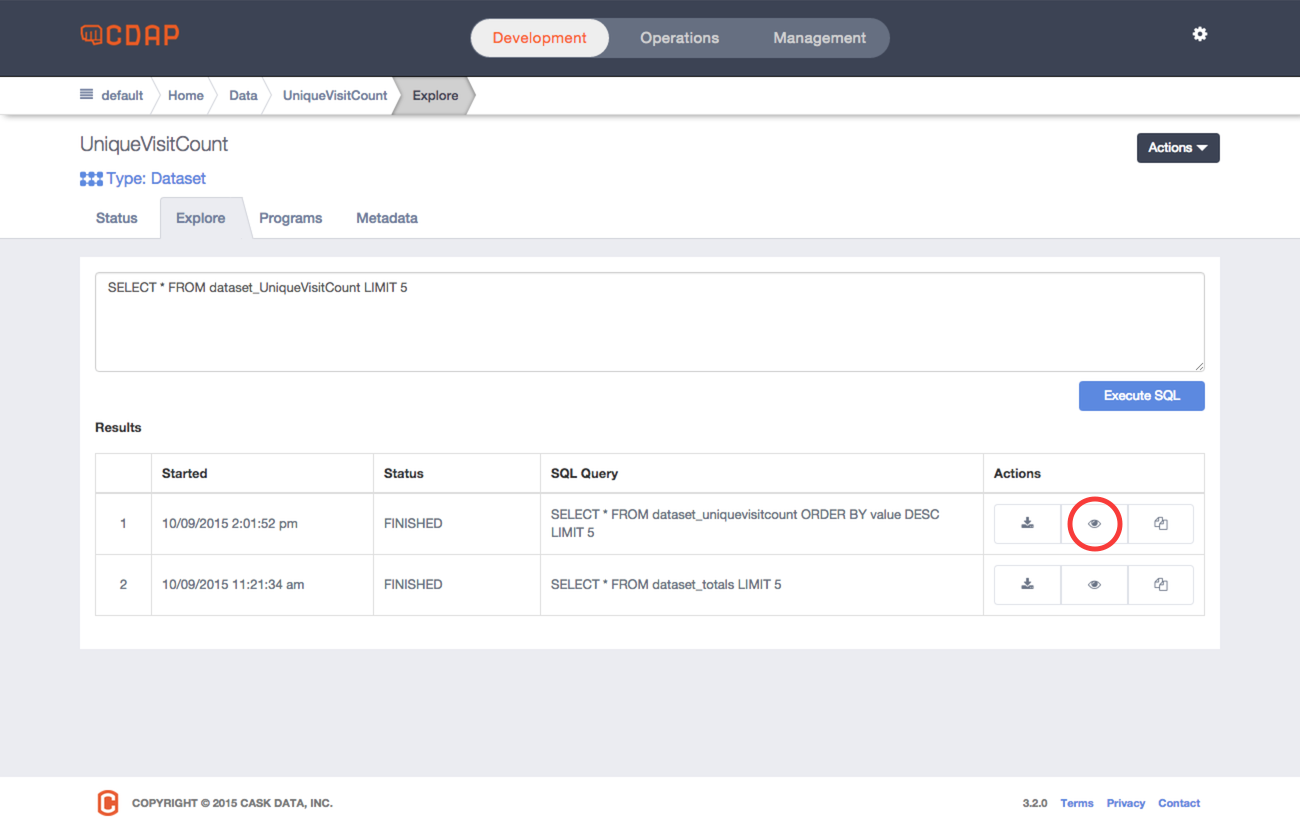 CDAP
Development Operations Management
default Home Data UniqueVisitCount Explore
UniqueVisitCount
Actions
Type: Dataset
Status Explore Programs Metadata
SELECT * FROM dataset_UniqueVisitCount LIMIT 5
Execute SQL
Results
Started Status SQL Query Actions
1 10/09/2015 2:01:52 pm FINISHED SELECT * FROM dataset_uniquevisitcount ORDER BY value DESC
LIMIT 5
2 10/09/2015 11:21:34 am FINISHED SELECT * FROM dataset_totals LIMIT 5
COPYRIGHT © 2015 CASK DATA, INC. 3.2.0 Terms Privacy Contact